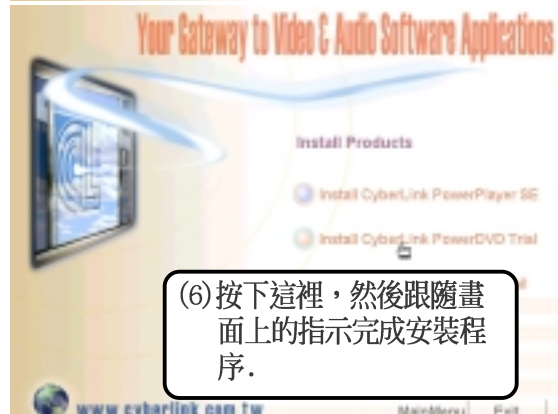 Your Gateway to Video & Audio Software Applications
Install Products
Install CyberLink PowerPlayer SE
Install CyberLink PowerDVD Trial
(6)按下這裡，然後跟隨畫
面上的指示完成安裝程
序.
www.cyberlink.com.tw
MainMenu
Exit